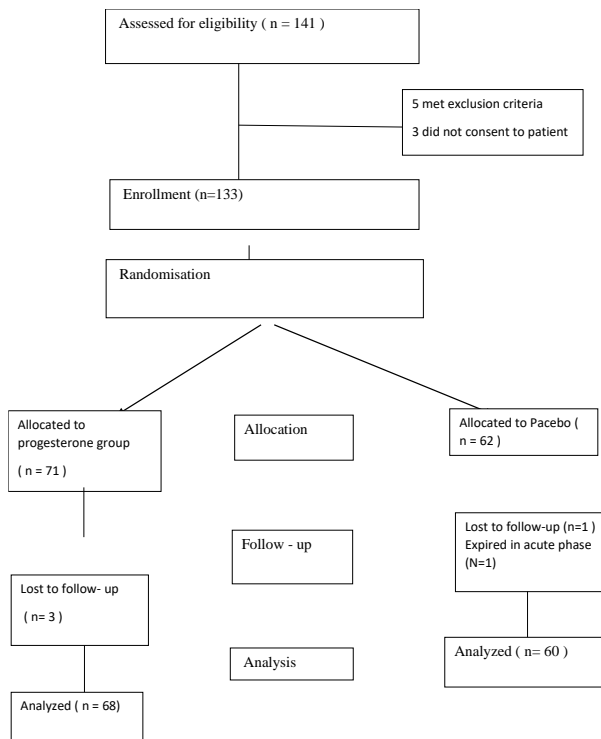 Assessed for eligibility ( n = 141 )
5 met exclusion criteria
3 did not consent to patient
Enrollment (n=133)
Randomisation
Allocated to
progesterone group
( n = 71 )
Allocation
Allocated to Pacebo (
n = 62 )
Follow - up
Lost to follow-up (n=1 )
Expired in acute phase
(N=1)
Lost to follow- up
( n= 3 )
Analysis
Analyzed ( n= 60 )
Analyzed ( n = 68)